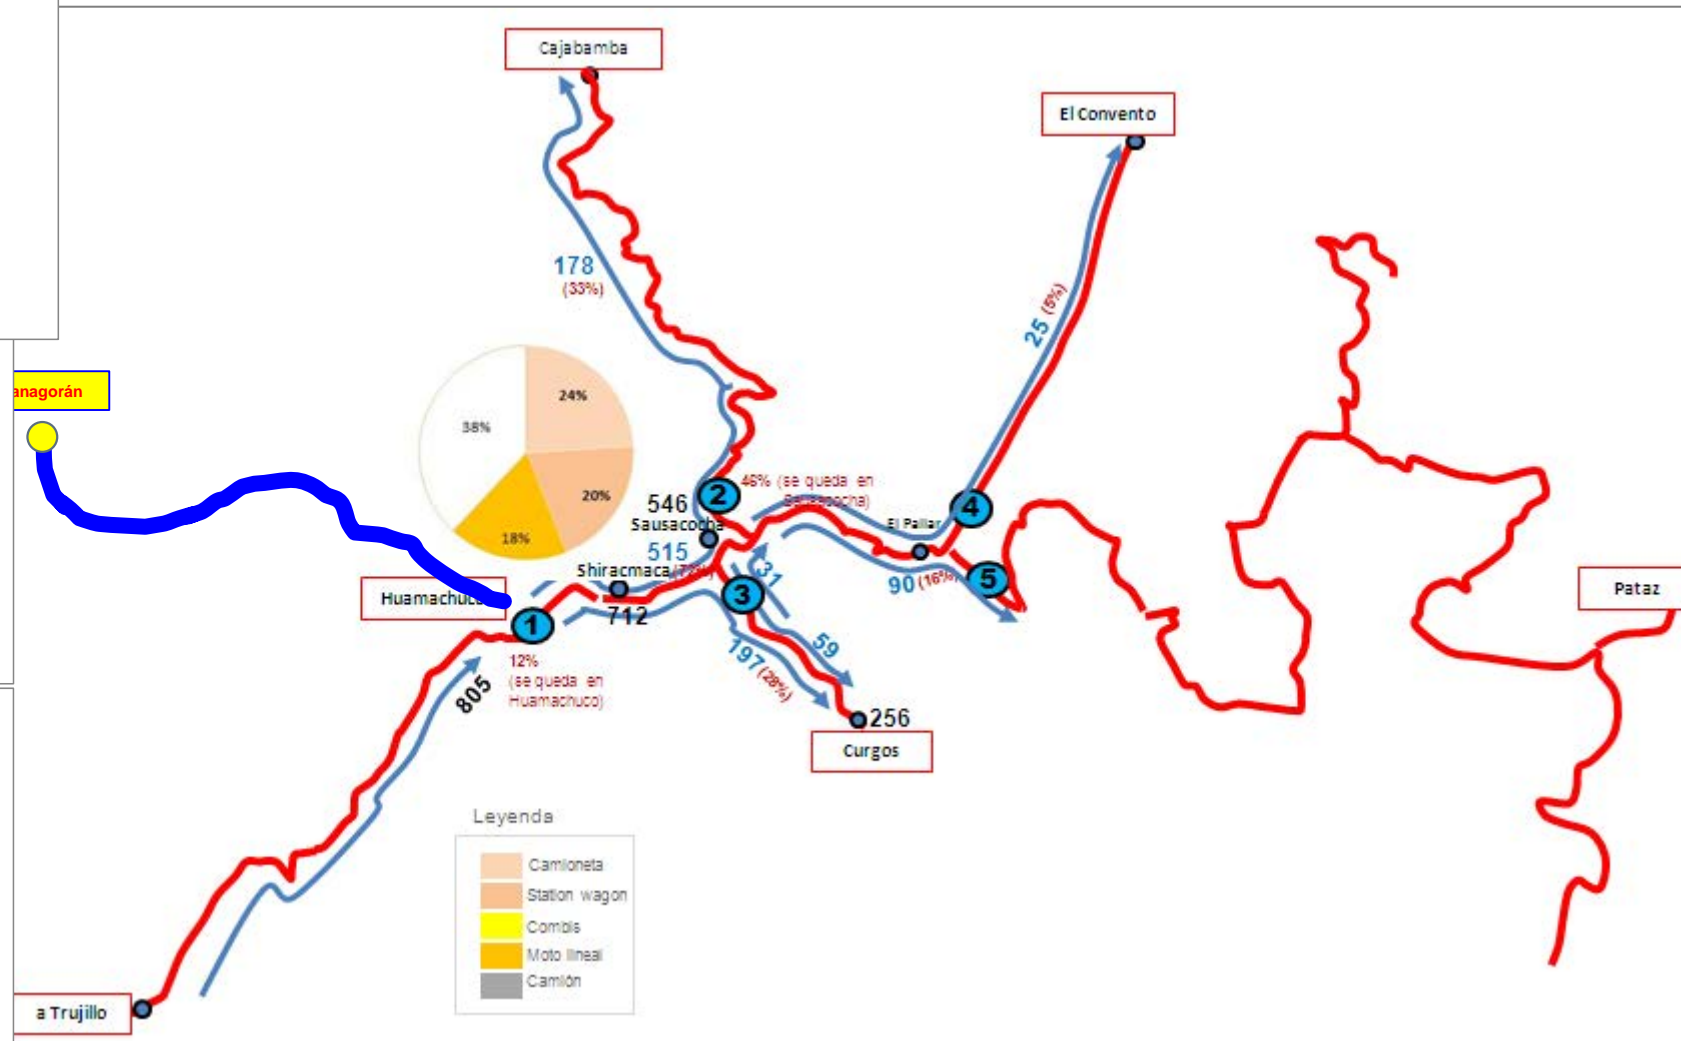 Cajabamba
El Convento
178
(33%)
25 (5%)
anagorán
24%
38%
20%
18%
2
46% (se queda en
Sausacocha)
546
Sausacocha
515
Shiracmaca (72%)
4
El Pallar
31
5
90 (16%)
Pataz
Huamachuco
3
1
712
59
197 (28%)
12%
(se queda en
Huamachuco)
805
256
Curgos
Leyenda
Camioneta
Station wagon
Combis
Moto lineal
Camión
a Trujillo